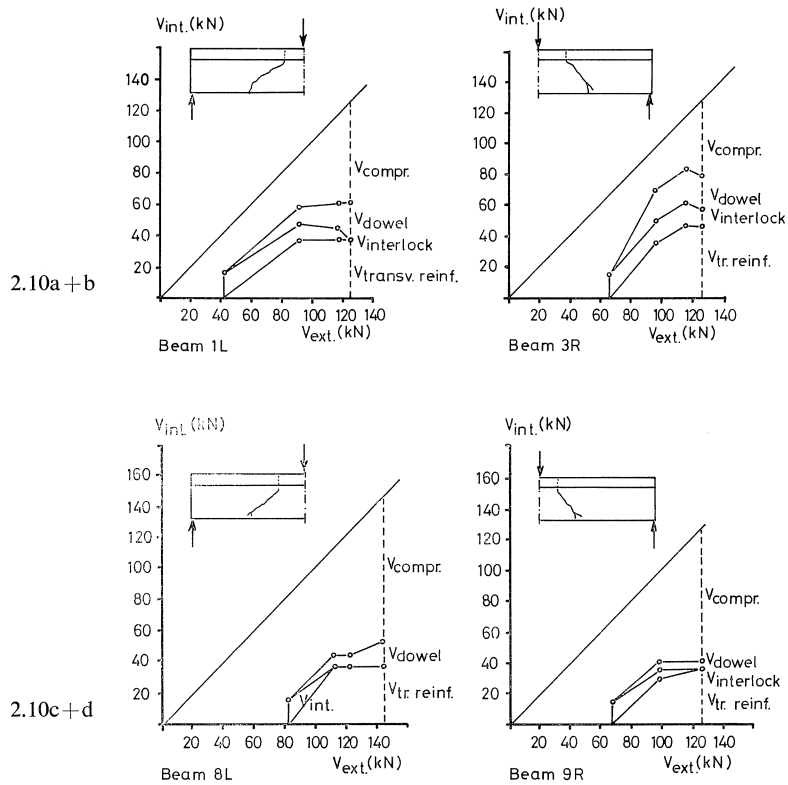 Vint.(kN)
140
120
100
80
60
40
20
Vcompr.
Vdowel
Vinterlock
Vtransv. reinf.
20 40 60 80 100 120 140
Vext.(kN)
Beam 1L
Vint.(kN)
140
120
100
80
60
40
20
Vcompr.
Vdowel
Vinterlock
Vtr. reinf.
20 40 60 80 100 120 140
Vext.(kN)
Beam 3R
2.10a+b
Vint.(kN)
160
140
120
100
80
60
40
20
Vcompr.
Vdowel
Vtr. reinf.
Vint.
0 20 40 60 80 100 120 140
Vext.(kN)
Beam 8L
Vint.(kN)
160
140
120
100
80
60
40
20
Vcompr.
Vdowel
Vinterlock
Vtr. reinf.
0 20 40 60 80 100 120 140
Vext.(kN)
Beam 9R
2.10c+d